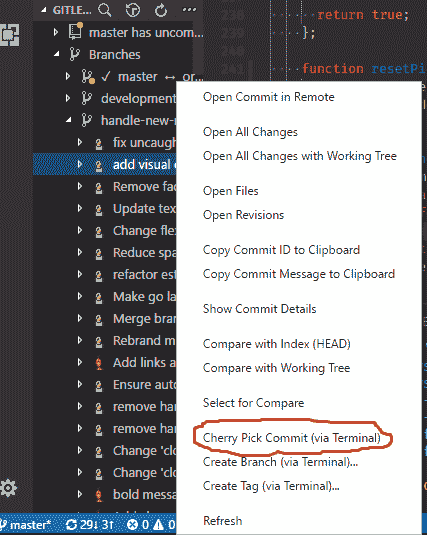 GITLE...
master has uncom...
Branches
✓ master ↔ or
development
handle-new-r
fix uncaugh
add visual
Remove fac
Update tex
Change flex
Reduce spa
refactor est
Make go la
Merge bran
Rebrand m
Add links a
Ensure auto
remove har
remove har
Change 'clo
Change 'clo
bold messa
master* 29↓ 3↑ 0 0
return true;
};
function resetPi
Open Commit in Remote
Open All Changes
Open All Changes with Working Tree
Open Files
Open Revisions
Copy Commit ID to Clipboard
Copy Commit Message to Clipboard
Show Commit Details
Compare with Index (HEAD)
Compare with Working Tree
Select for Compare
Cherry Pick Commit (via Terminal)
Create Branch (via Terminal)...
Create Tag (via Terminal)...
Refresh